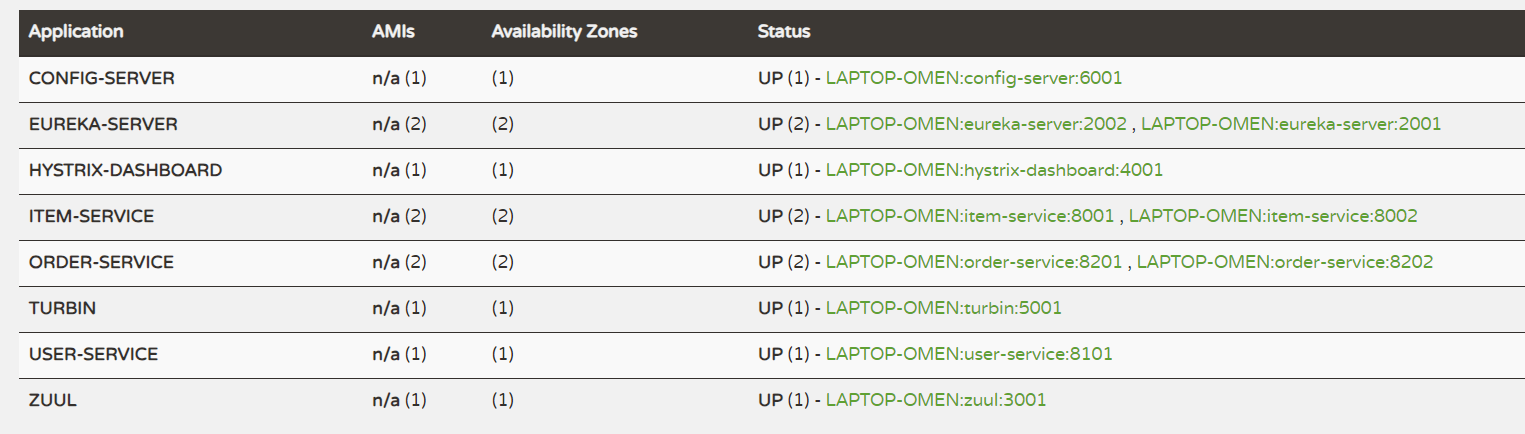 Application AMIs Availability Zones Status
CONFIG-SERVER n/a (1) (1) UP (1) - LAPTOP-OMEN:config-server:6001
EUREKA-SERVER n/a (2) (2) UP (2) - LAPTOP-OMEN:eureka-server:2002 , LAPTOP-OMEN:eureka-server:2001
HYSTRIX-DASHBOARD n/a (1) (1) UP (1) - LAPTOP-OMEN:hystrix-dashboard:4001
ITEM-SERVICE n/a (2) (2) UP (2) - LAPTOP-OMEN:item-service:8001 , LAPTOP-OMEN:item-service:8002
ORDER-SERVICE n/a (2) (2) UP (2) - LAPTOP-OMEN:order-service:8201 , LAPTOP-OMEN:order-service:8202
TURBIN n/a (1) (1) UP (1) - LAPTOP-OMEN:turbin:5001
USER-SERVICE n/a (1) (1) UP (1) - LAPTOP-OMEN:user-service:8101
ZUUL n/a (1) (1) UP (1) - LAPTOP-OMEN:zuul:3001